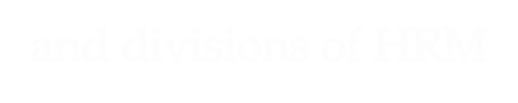 and divisions of HRM